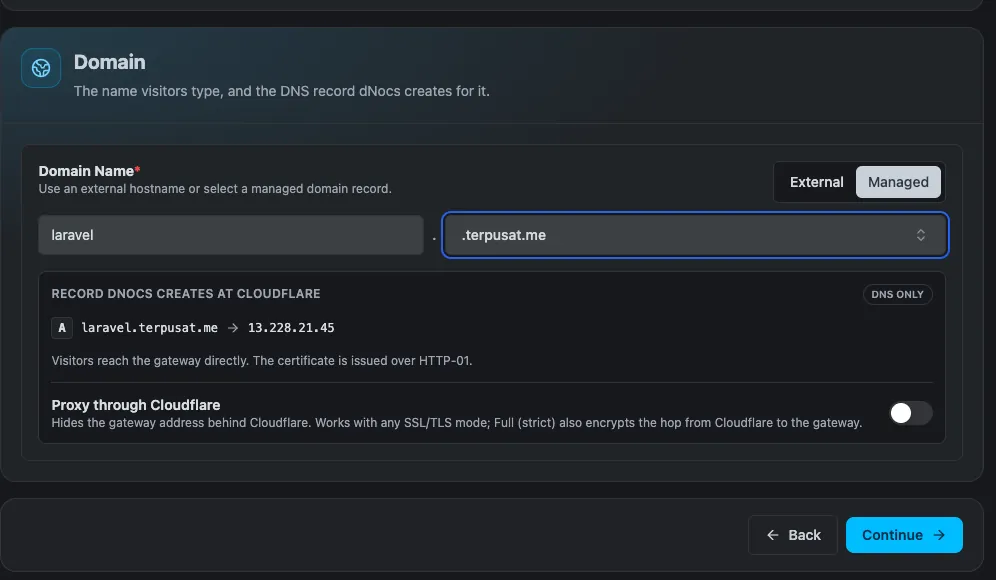 Domain
The name visitors type, and the DNS record dNocs creates for it.
Domain Name*
Use an external hostname or select a managed domain record.
External Managed
laravel . .terpusat.me
RECORD DNOCS CREATES AT CLOUDFLARE
DNS ONLY
A laravel.terpusat.me → 13.228.21.45
Visitors reach the gateway directly. The certificate is issued over HTTP-01.
Proxy through Cloudflare
Hides the gateway address behind Cloudflare. Works with any SSL/TLS mode; Full (strict) also encrypts the hop from Cloudflare to the gateway.
← Back Continue →